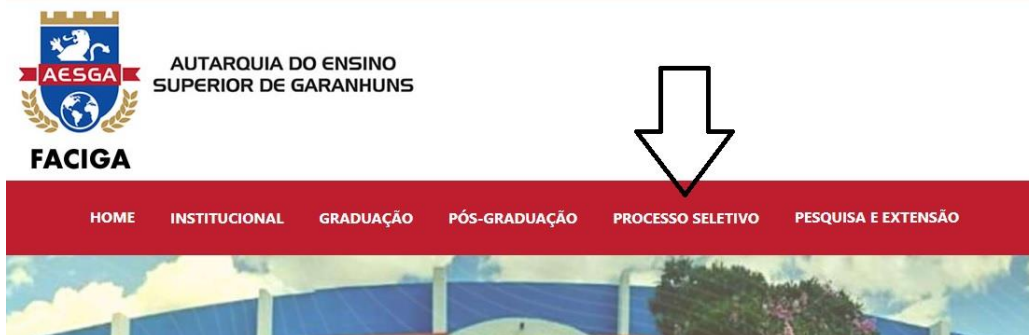 AESGA
FACIGA
AUTARQUIA DO ENSINO
SUPERIOR DE GARANHUNS
HOME INSTITUCIONAL GRADUAÇÃO PÓS-GRADUAÇÃO PROCESSO SELETIVO PESQUISA E EXTENSÃO